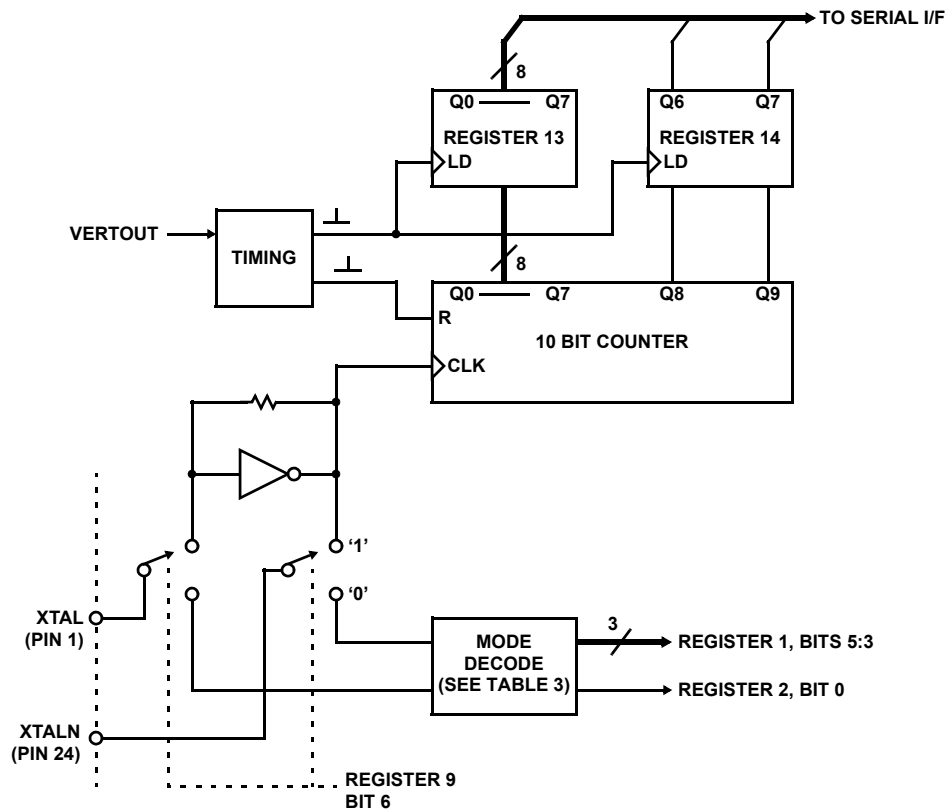 TO SERIAL I/F
8
Q0 Q7
Q6 Q7
REGISTER 13
REGISTER 14
LD
LD
VERTOUT
TIMING
8
Q0 Q7 Q8 Q9
R
10 BIT COUNTER
CLK
‘1’
‘0’
XTAL
(PIN 1)
MODE
DECODE
(SEE TABLE 3)
3
REGISTER 1, BITS 5:3
REGISTER 2, BIT 0
XTALN
(PIN 24)
REGISTER 9
BIT 6